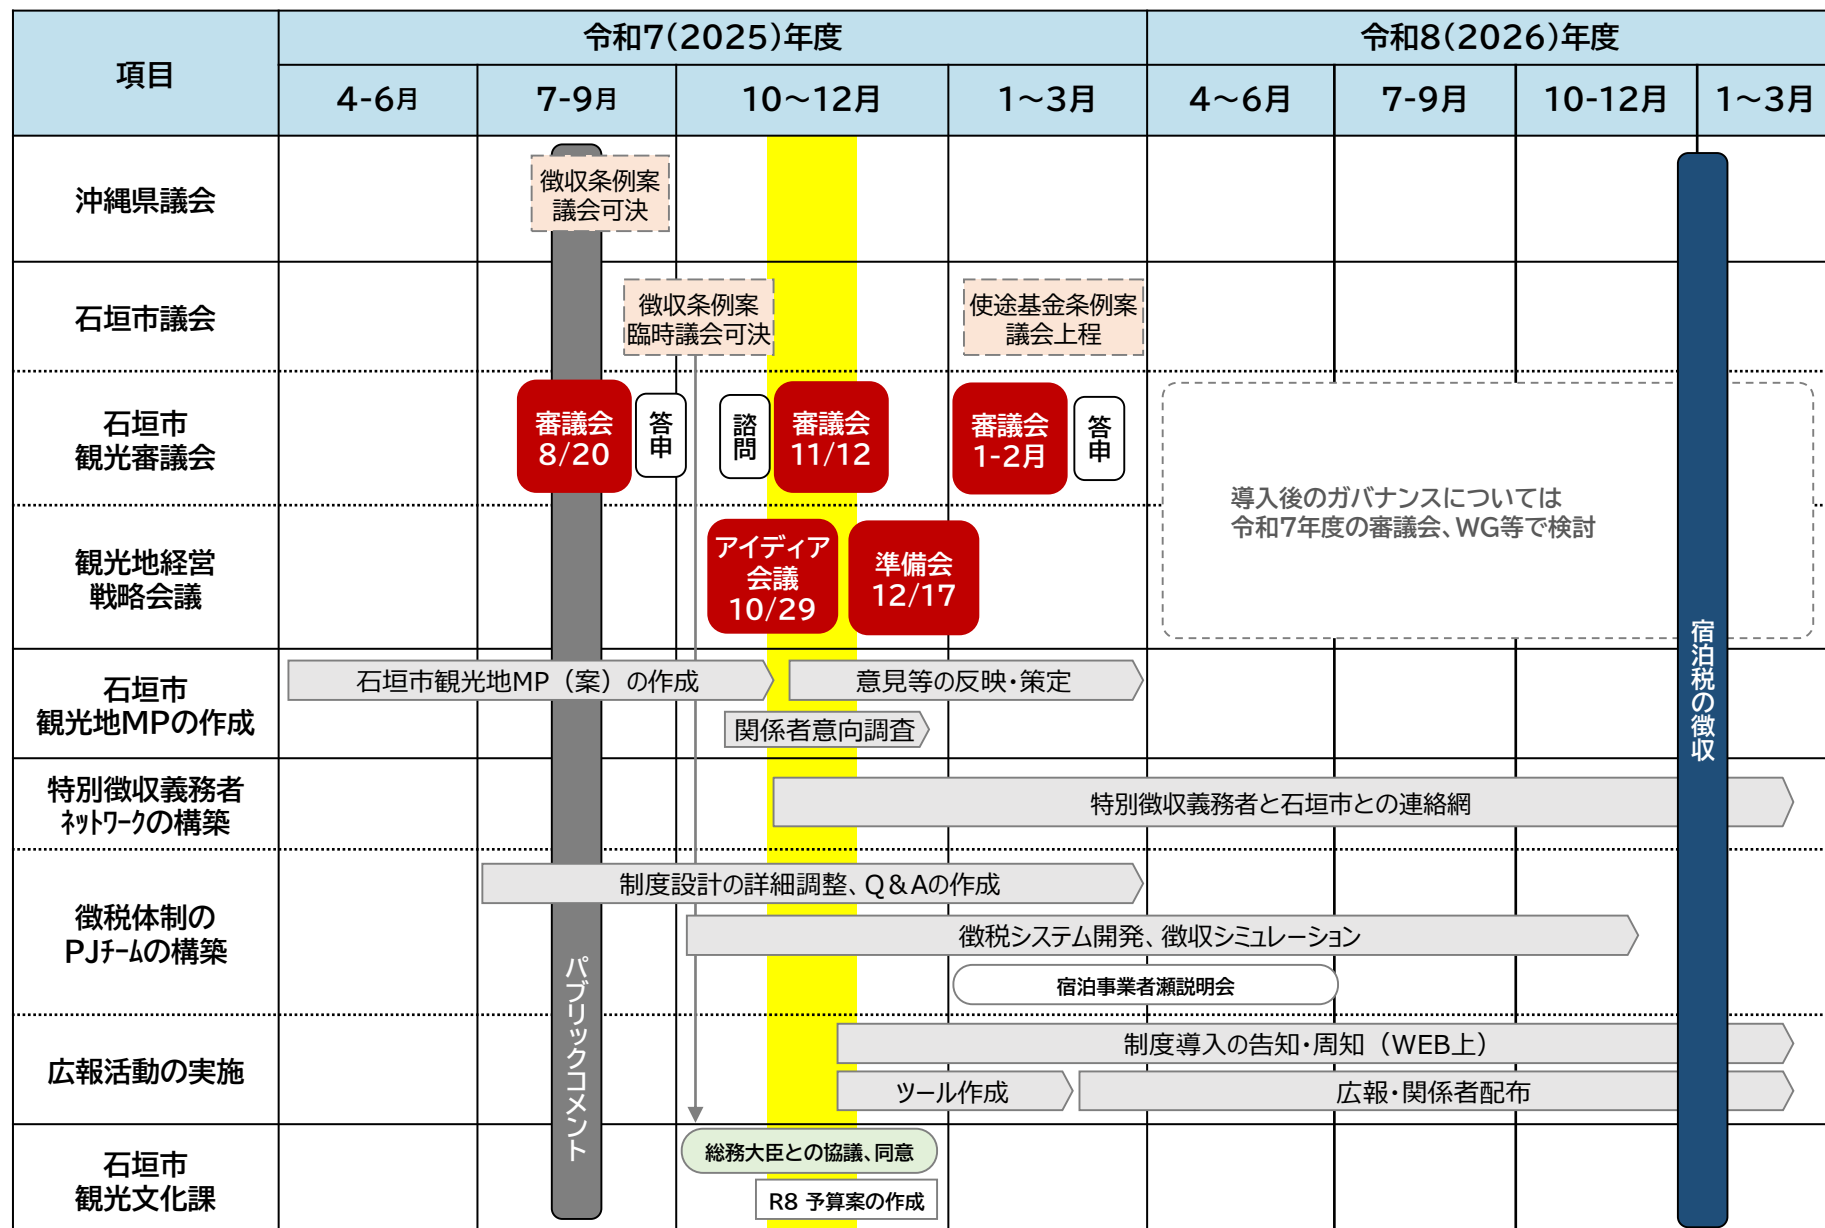 項目
令和7(2025)年度
令和8(2026)年度
4-6月
7-9月
10～12月
1～3月
4～6月
7-9月
10-12月
1～3月
沖縄県議会
徴収条例案
議会可決
石垣市議会
徴収条例案
臨時議会可決
使途基金条例案
議会上程
石垣市
観光審議会
審議会
8/20
答申
諮問
審議会
11/12
審議会
1-2月
答申
導入後のガバナンスについては
令和7年度の審議会、WG等で検討
観光地経営
戦略会議
アイディア
会議
10/29
準備会
12/17
宿泊税の徴収
石垣市
観光地MPの作成
石垣市観光地MP（案）の作成
意見等の反映・策定
関係者意向調査
特別徴収義務者
ﾈｯﾄﾜｰｸの構築
特別徴収義務者と石垣市との連絡網
徴税体制の
PJﾁｰﾑの構築
制度設計の詳細調整、Q＆Aの作成
徴税システム開発、徴収シミュレーション
宿泊事業者瀬説明会
パブリックコメント
広報活動の実施
制度導入の告知・周知（WEB上）
ツール作成
広報・関係者配布
石垣市
観光文化課
総務大臣との協議、同意
R8 予算案の作成